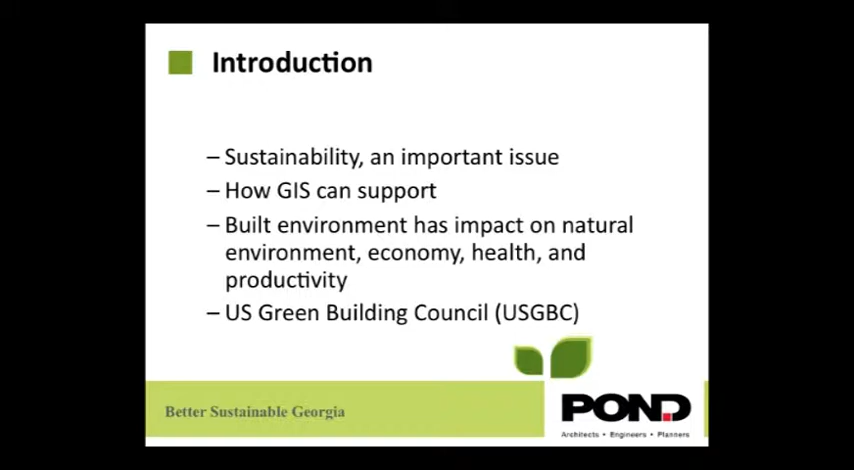 Introduction
– Sustainability, an important issue
– How GIS can support
– Built environment has impact on natural
environment, economy, health, and
productivity
– US Green Building Council (USGBC)
Better Sustainable Georgia
POND
Architects • Engineers • Planners